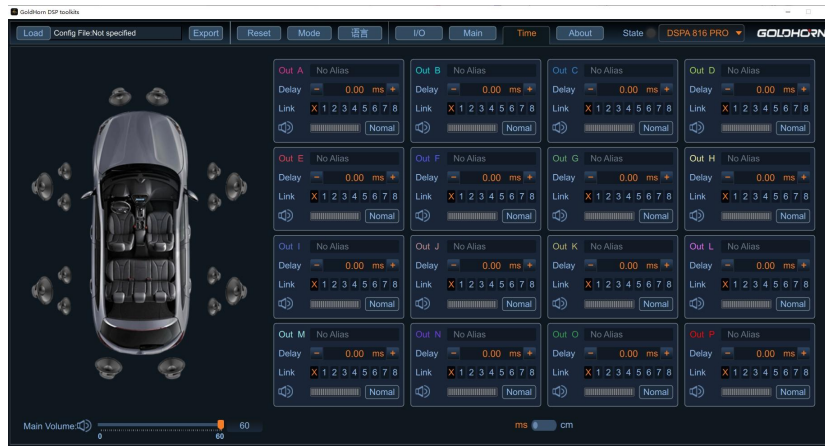 GoldHorn DSP toolkits
Load Config File:Not specified Export Reset Mode 语言 I/O Main Time About State DSPA 816 PRO GOLDHORN
Out A No Alias Out B No Alias Out C No Alias Out D No Alias
Delay − 0.00 ms + Delay − 0.00 ms + Delay − 0.00 ms + Delay − 0.00 ms +
Link X 1 2 3 4 5 6 7 8 Link X 1 2 3 4 5 6 7 8 Link X 1 2 3 4 5 6 7 8 Link X 1 2 3 4 5 6 7 8
Nomal Nomal Nomal Nomal
Out E No Alias Out F No Alias Out G No Alias Out H No Alias
Delay − 0.00 ms + Delay − 0.00 ms + Delay − 0.00 ms + Delay − 0.00 ms +
Link X 1 2 3 4 5 6 7 8 Link X 1 2 3 4 5 6 7 8 Link X 1 2 3 4 5 6 7 8 Link X 1 2 3 4 5 6 7 8
Nomal Nomal Nomal Nomal
Out I No Alias Out J No Alias Out K No Alias Out L No Alias
Delay − 0.00 ms + Delay − 0.00 ms + Delay − 0.00 ms + Delay − 0.00 ms +
Link X 1 2 3 4 5 6 7 8 Link X 1 2 3 4 5 6 7 8 Link X 1 2 3 4 5 6 7 8 Link X 1 2 3 4 5 6 7 8
Nomal Nomal Nomal Nomal
Out M No Alias Out N No Alias Out O No Alias Out P No Alias
Delay − 0.00 ms + Delay − 0.00 ms + Delay − 0.00 ms + Delay − 0.00 ms +
Link X 1 2 3 4 5 6 7 8 Link X 1 2 3 4 5 6 7 8 Link X 1 2 3 4 5 6 7 8 Link X 1 2 3 4 5 6 7 8
Nomal Nomal Nomal Nomal
Main Volume: 60 ms cm
0 60